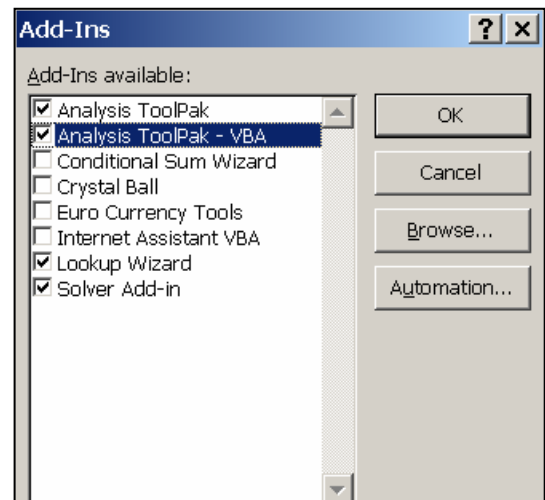 Add-Ins
Add-Ins available:
Analysis ToolPak
Analysis ToolPak - VBA
Conditional Sum Wizard
Crystal Ball
Euro Currency Tools
Internet Assistant VBA
Lookup Wizard
Solver Add-in
OK
Cancel
Browse...
Automation...